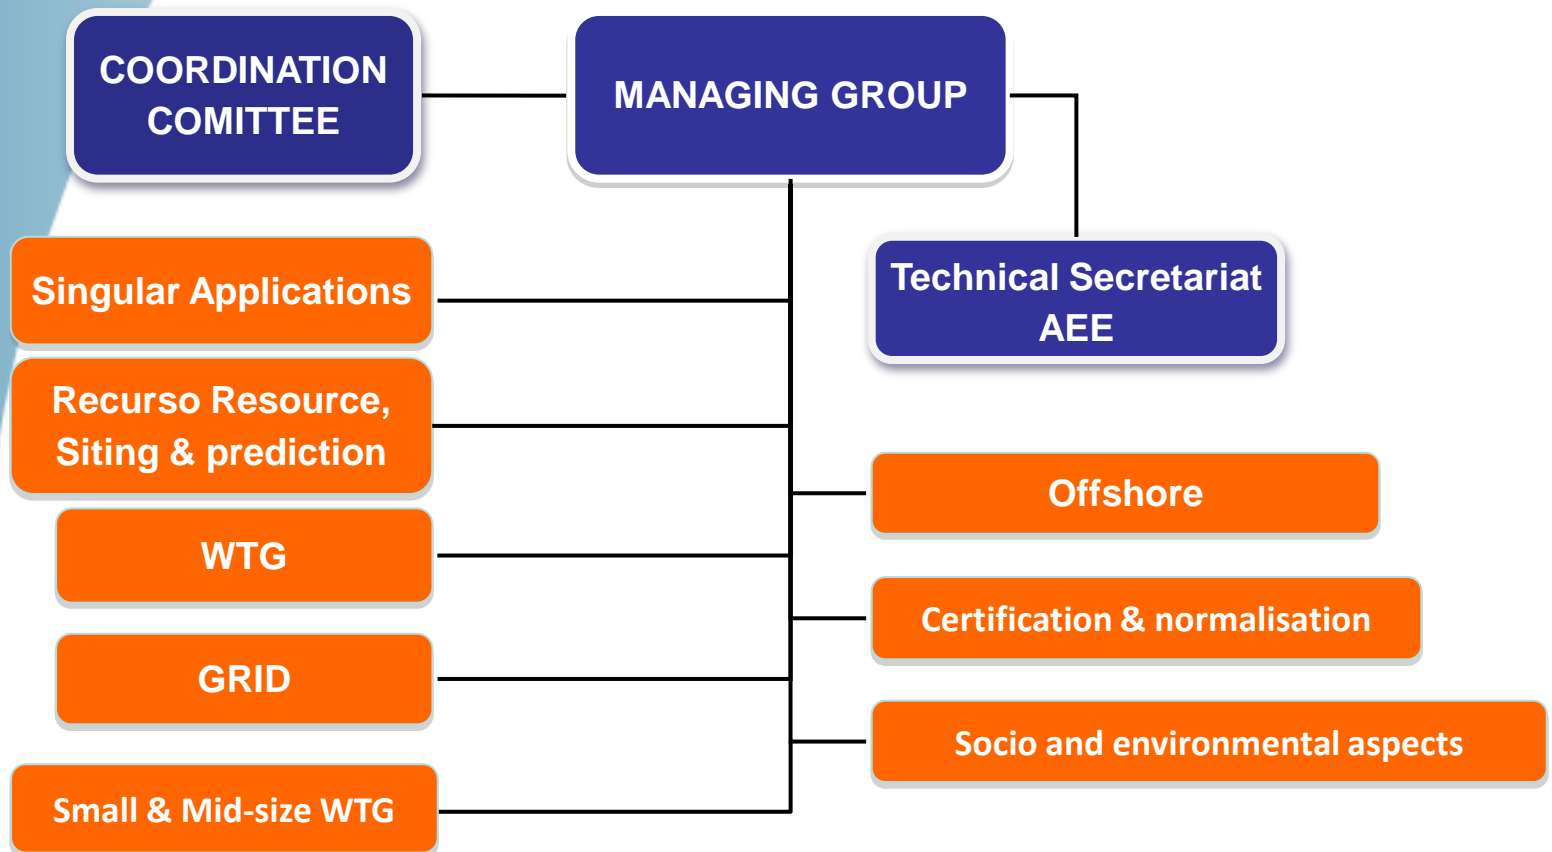 COORDINATION
COMITTEE
MANAGING GROUP
Technical Secretariat
AEE
Singular Applications
Recurso Resource,
Siting & prediction
WTG
GRID
Small & Mid-size WTG
Offshore
Certification & normalisation
Socio and environmental aspects